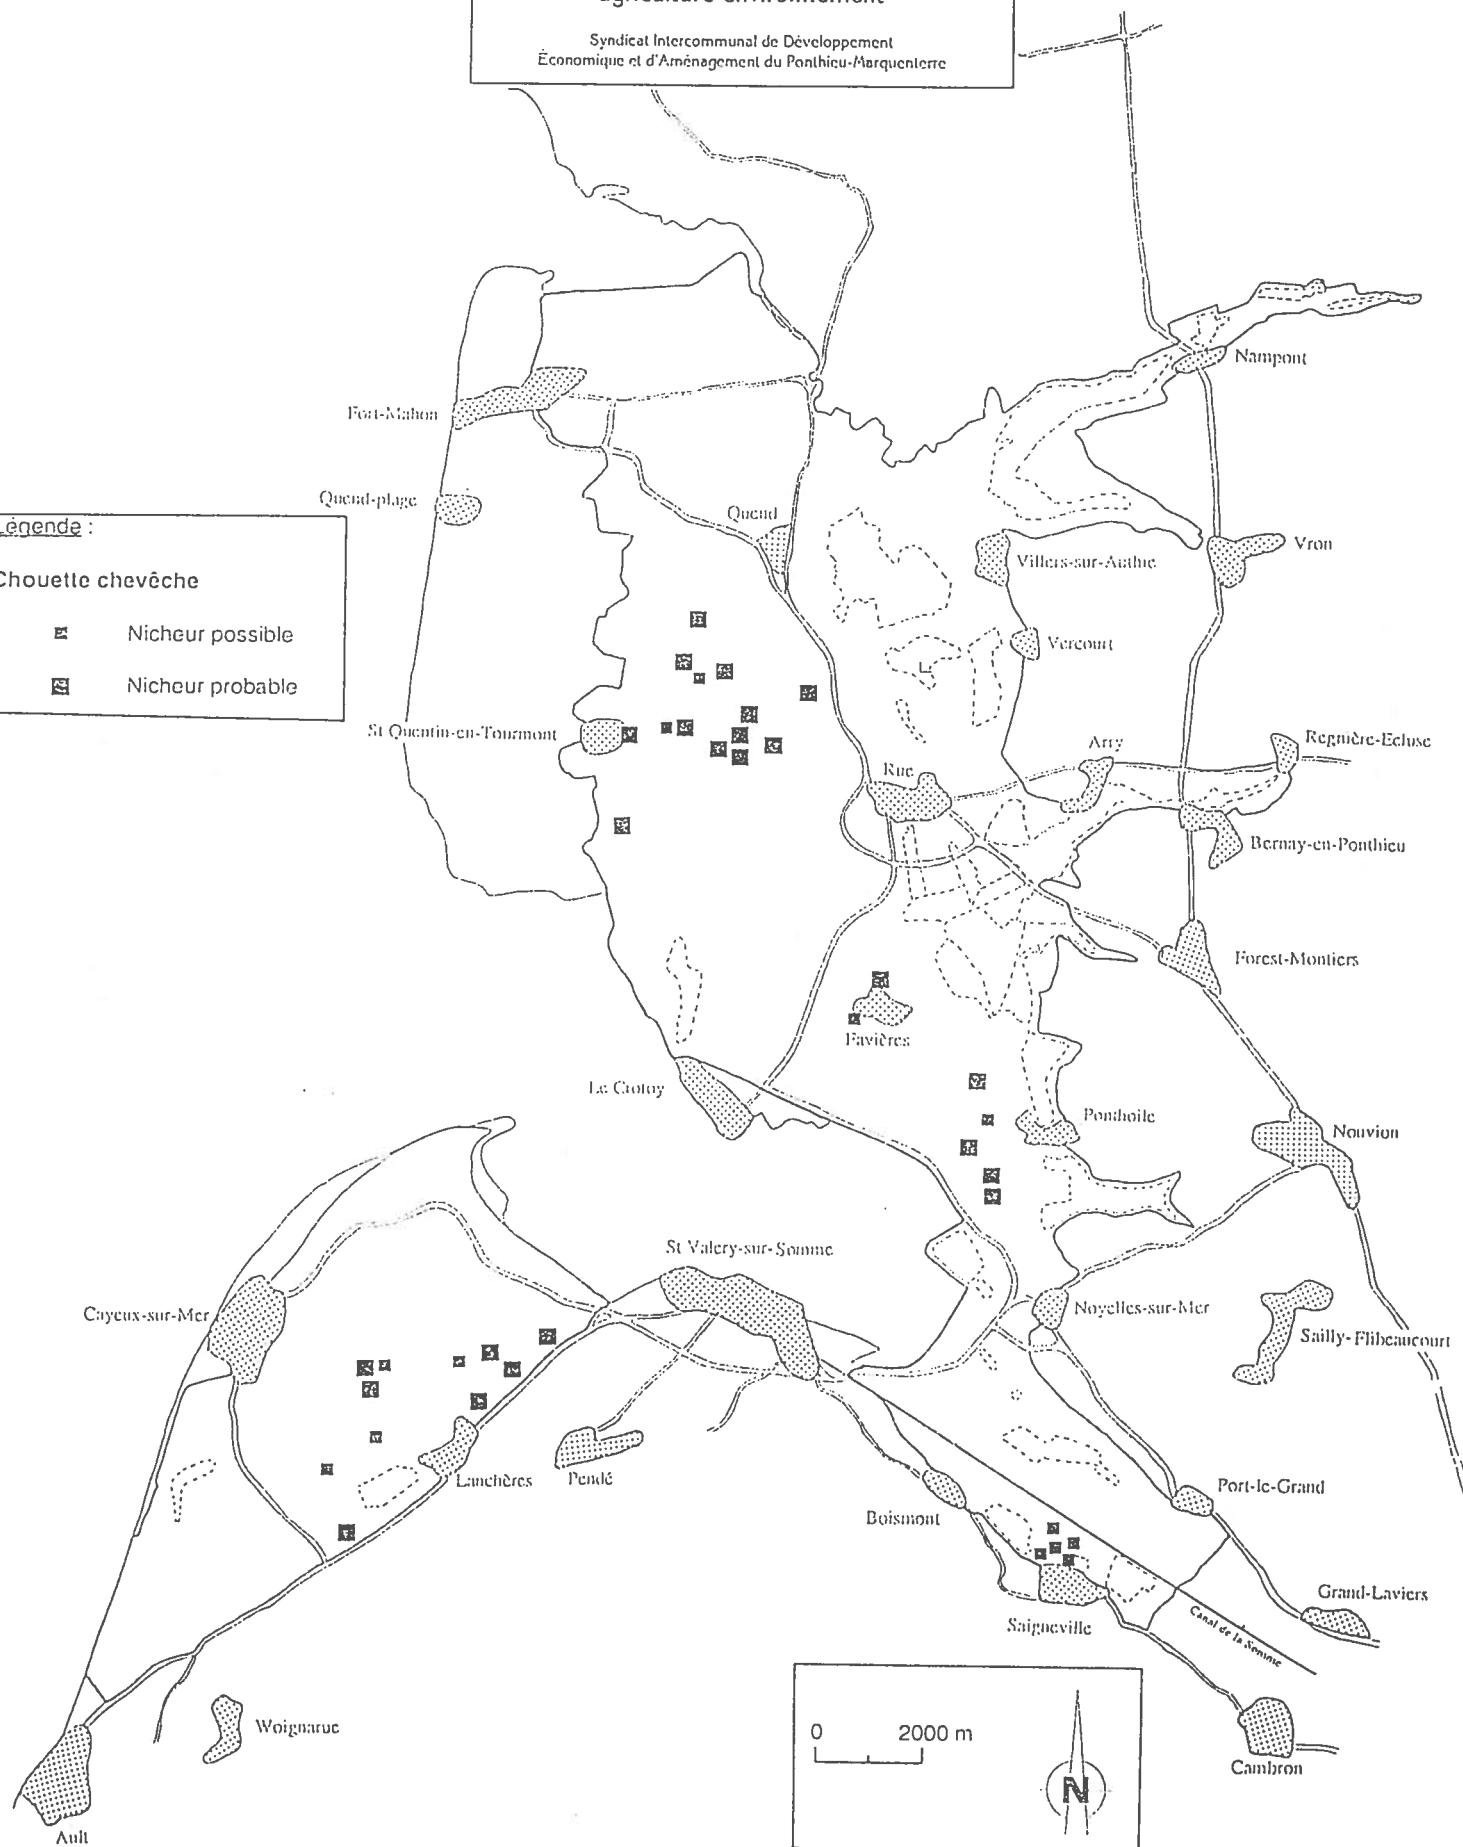 agriculture environnement
Syndicat Intercommunal de Développement
Économique et d'Aménagement du Ponthieu-Marquenterre
Nampont
Fort-Mahon
Quend-plage
Quend
Légende :
Chouette chevêche
Nicheur possible
Nicheur probable
Villers-sur-Authie
Vron
Vercourt
St Quentin-en-Tourmont
Rue
Arry
Regnière-Ecluse
Bernay-en-Ponthieu
Forest-Montiers
Favières
Le Crotoy
Ponthoile
Nouvion
St Valery-sur-Somme
Cayeux-sur-Mer
Noyelles-sur-Mer
Sailly-Flibeaucourt
Lanchères
Pendé
Port-le-Grand
Boismont
Grand-Laviers
Saigneville
Canal de la Somme
Woignarue
0 2000 m
N
Cambron
Ault